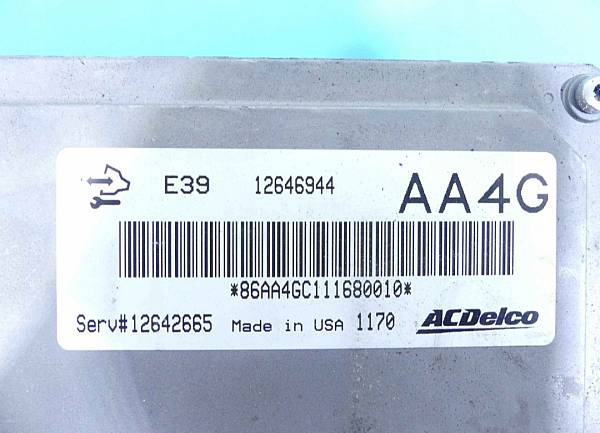 E39 12646944 AA4G
*86AA4GC111680010*
Serv#12642665 Made in USA 1170 ACDelco